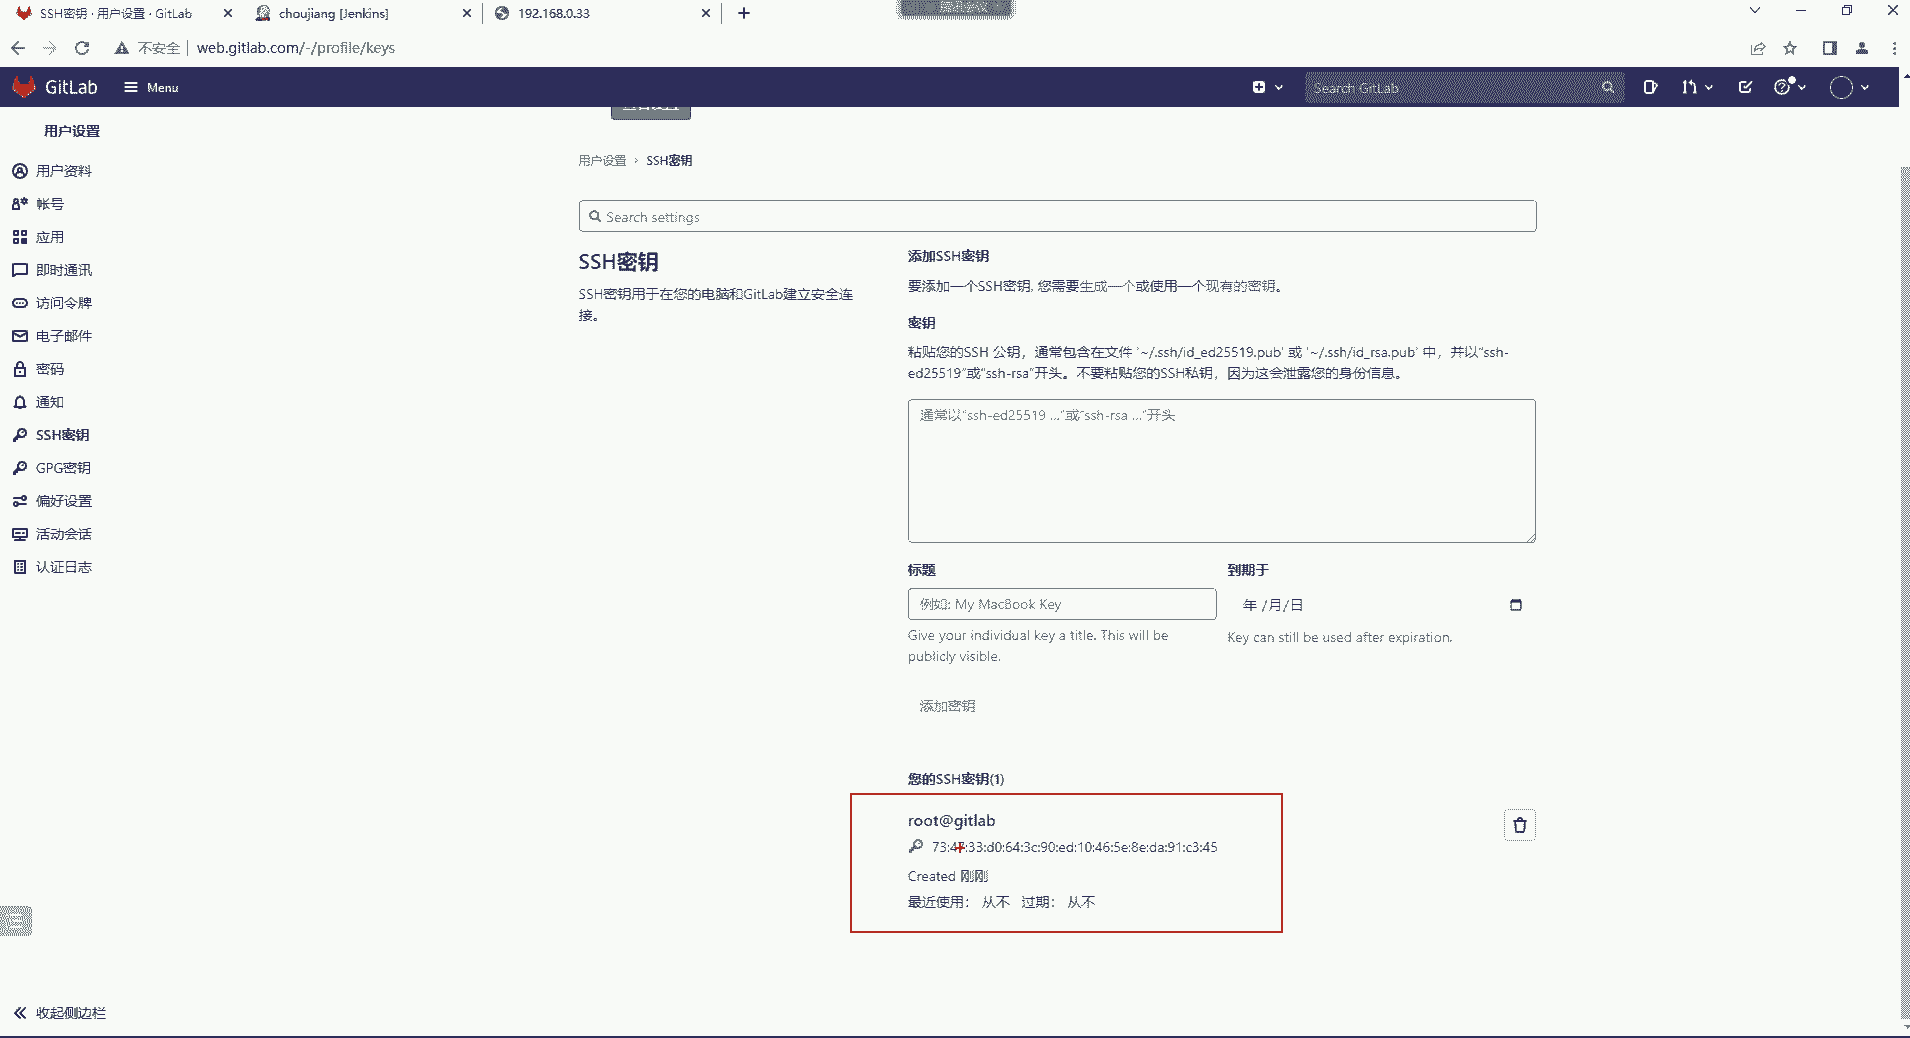 SSH密钥 · 用户设置 · GitLab
choujiang [Jenkins]
192.168.0.33
不安全
web.gitlab.com/-/profile/keys
GitLab
Menu
Search GitLab
用户设置
用户资料
帐号
应用
即时通讯
访问令牌
电子邮件
密码
通知
SSH密钥
GPG密钥
偏好设置
活动会话
认证日志
收起侧边栏
用户设置 › SSH密钥
Search settings
SSH密钥
SSH密钥用于在您的电脑和GitLab建立安全连
接。
添加SSH密钥
要添加一个SSH密钥, 您需要生成一个或使用一个现有的密钥。
密钥
粘贴您的SSH 公钥，通常包含在文件 '~/.ssh/id_ed25519.pub' 或 '~/.ssh/id_rsa.pub' 中，并以"ssh-
ed25519"或"ssh-rsa"开头。不要粘贴您的SSH私钥，因为这会泄露您的身份信息。
通常以"ssh-ed25519 ..."或"ssh-rsa ..."开头
标题
到期于
例如: My MacBook Key
年 /月/日
Give your individual key a title. This will be
publicly visible.
Key can still be used after expiration.
添加密钥
您的SSH密钥(1)
root@gitlab
:33:d0:64:3c:90:ed:10:46:5e:8e:da:91:c3:45
Created 刚刚
最近使用： 从不 过期： 从不